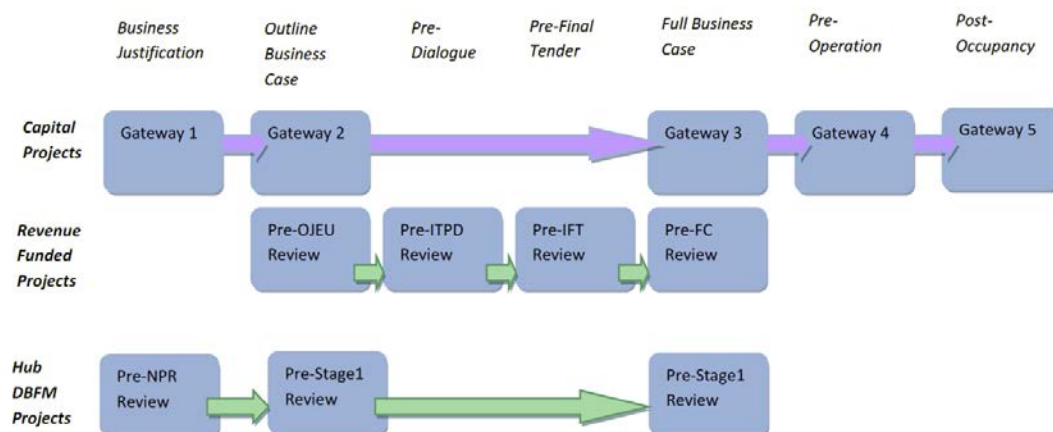 Business
Justification
Outline
Business
Case
Pre-
Dialogue
Pre-Final
Tender
Full Business
Case
Pre-
Operation
Post-
Occupancy
Capital
Projects
Gateway 1
Gateway 2
Gateway 3
Gateway 4
Gateway 5
Revenue
Funded
Projects
Pre-OJEU
Review
Pre-ITPD
Review
Pre-IFT
Review
Pre-FC
Review
Hub
DBFM
Projects
Pre-NPR
Review
Pre-Stage1
Review
Pre-Stage1
Review